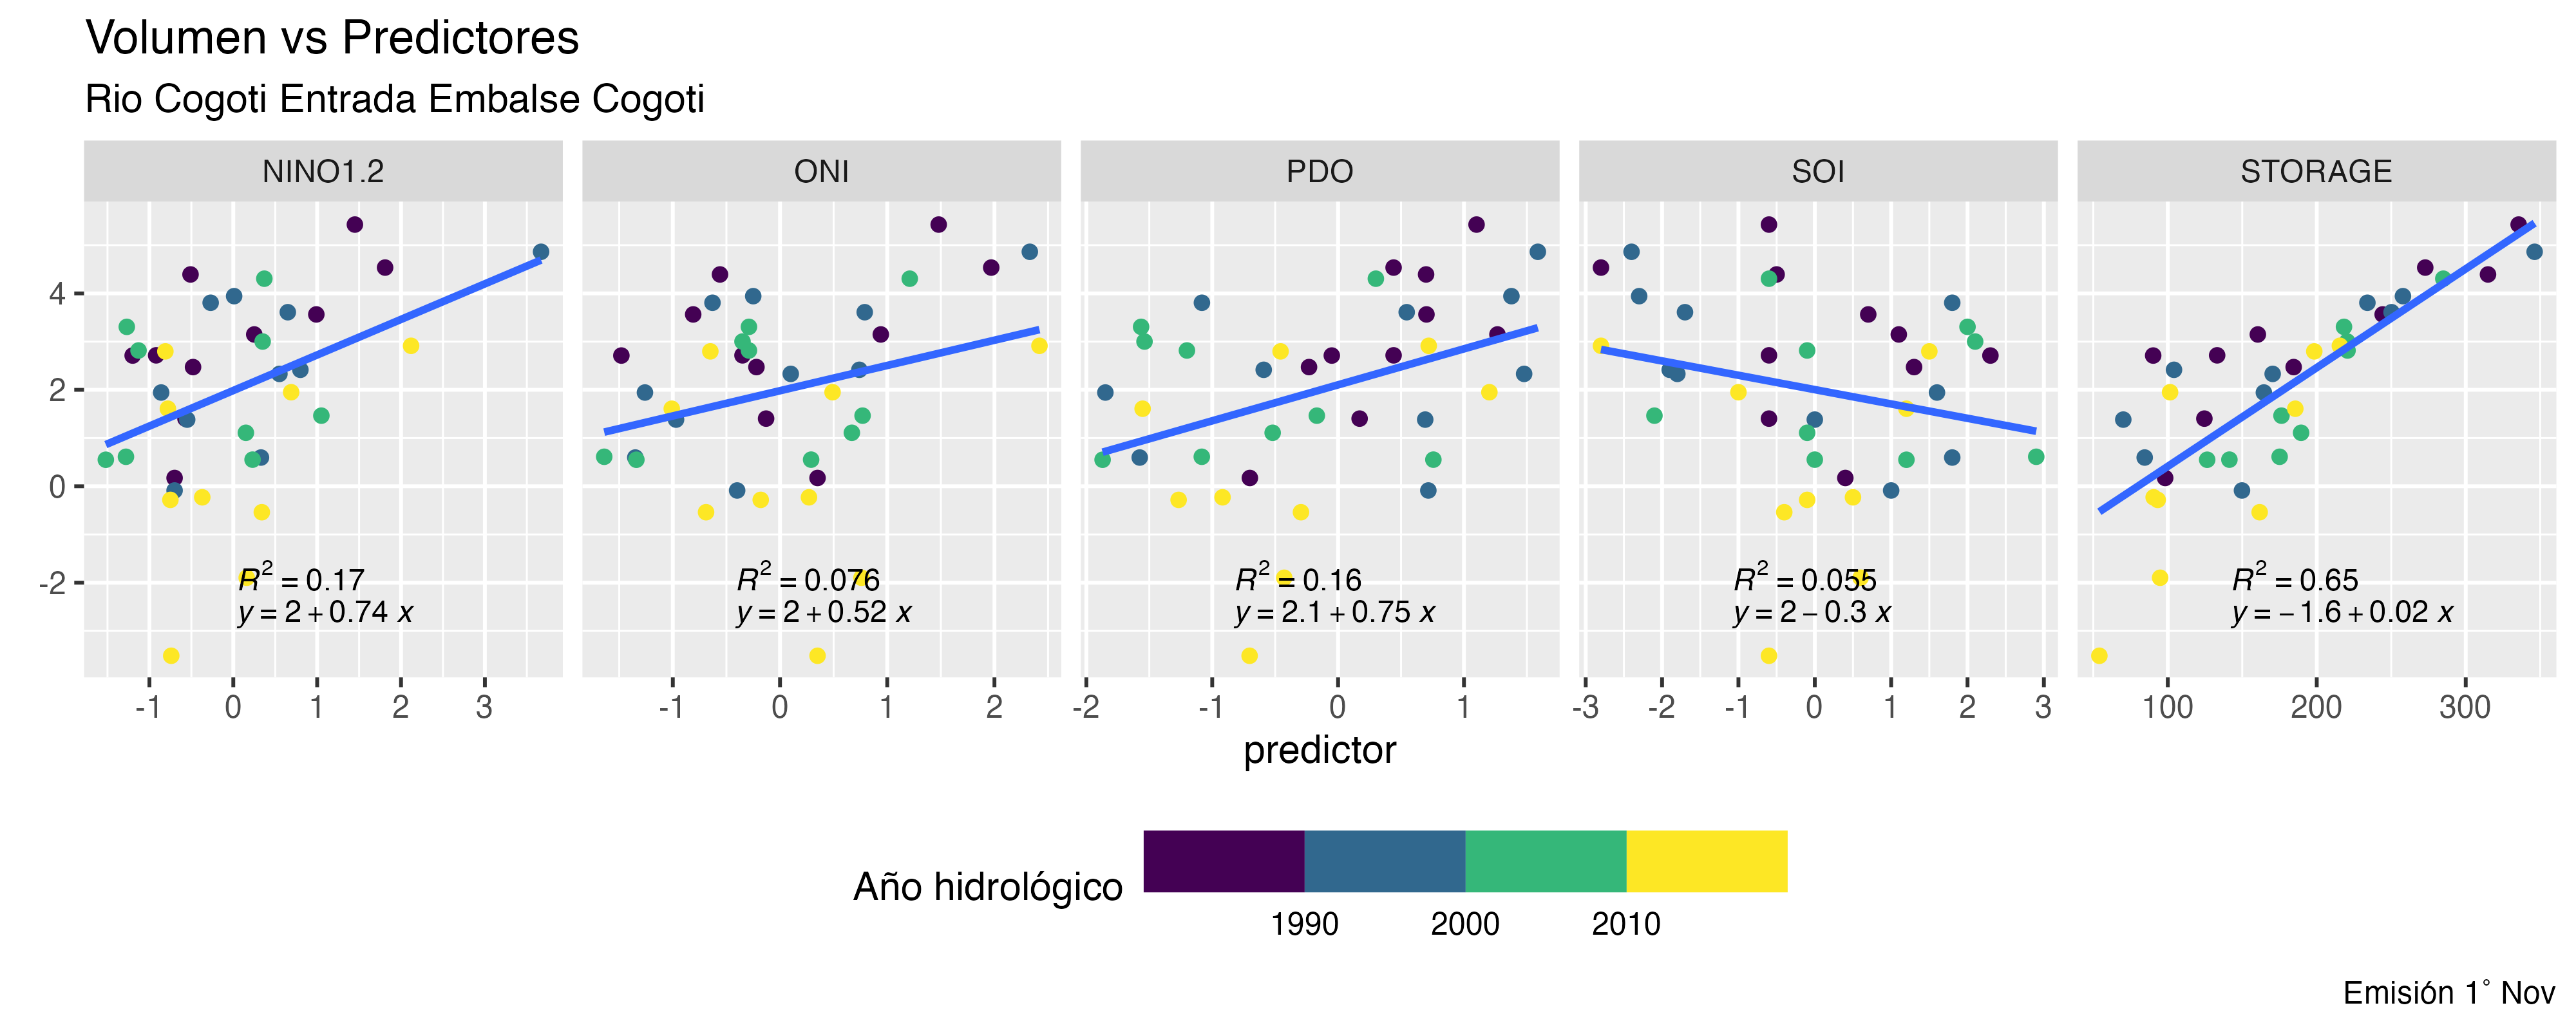 Volumen vs Predictores
Rio Cogoti Entrada Embalse Cogoti
NINO1.2 ONI PDO SOI STORAGE
4
2
0
-2
R² = 0.17 R² = 0.076 R² = 0.16 R² = 0.055 R² = 0.65
y = 2 + 0.74 x y = 2 + 0.52 x y = 2.1 + 0.75 x y = 2 − 0.3 x y = − 1.6 + 0.02 x
-1 0 1 2 3 -1 0 1 2 -2 -1 0 1 -3 -2 -1 0 1 2 3 100 200 300
predictor
Año hidrológico
1990 2000 2010
Emisión 1° Nov